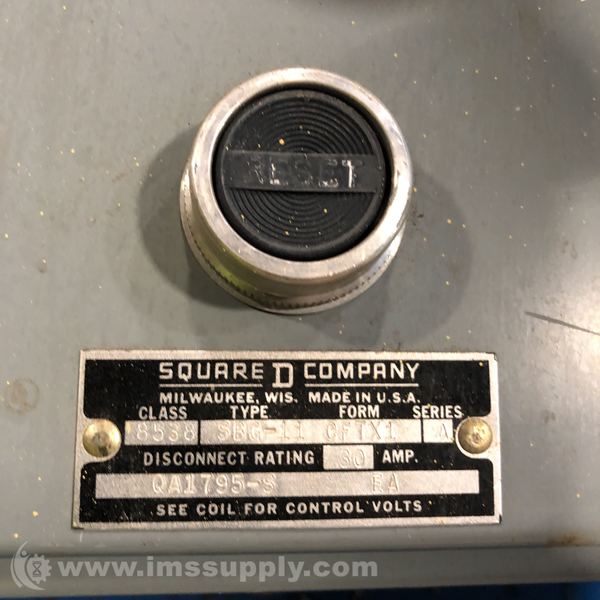 RESET
SQUARE D COMPANY
MILWAUKEE, WIS. MADE IN U.S.A.
CLASS TYPE FORM SERIES
8538 SBG-11 CFTX1 A
DISCONNECT RATING 30 AMP.
QA1795-S EA
SEE COIL FOR CONTROL VOLTS
www.imssupply.com